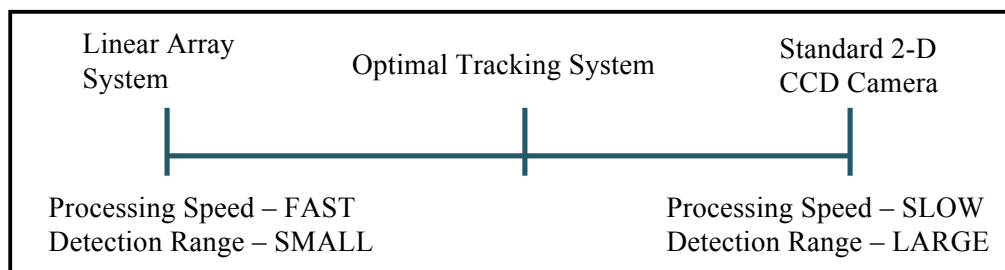 Linear Array
System
Optimal Tracking System
Standard 2-D
CCD Camera
Processing Speed – FAST
Detection Range – SMALL
Processing Speed – SLOW
Detection Range – LARGE